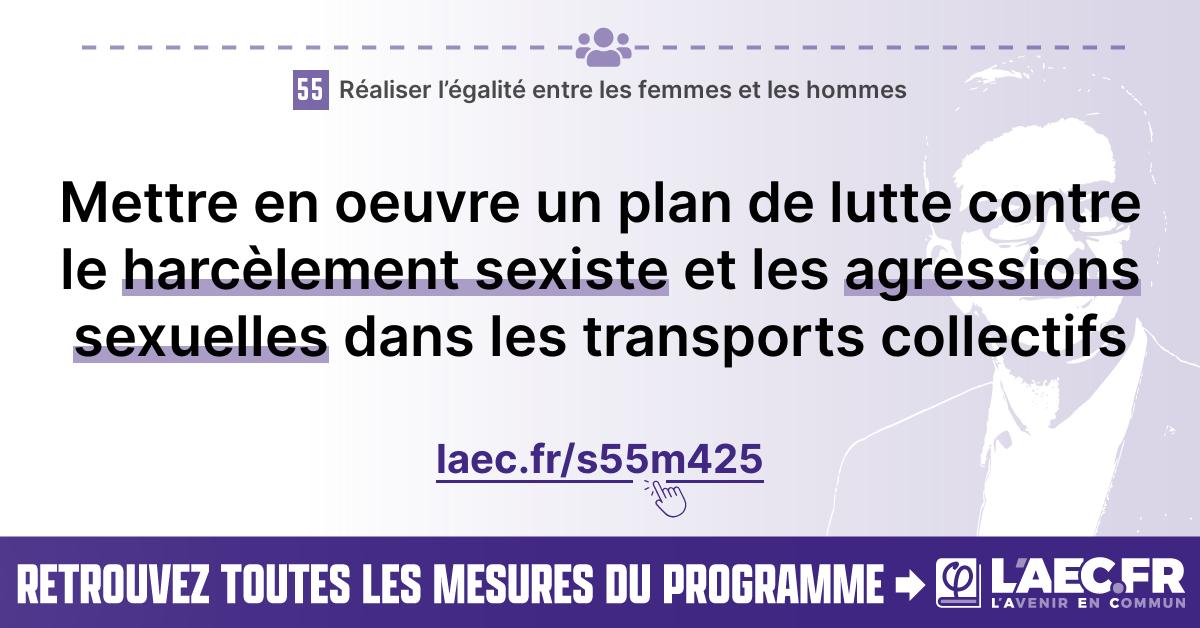 55 Réaliser l’égalité entre les femmes et les hommes
Mettre en oeuvre un plan de lutte contre
le harcèlement sexiste et les agressions
sexuelles dans les transports collectifs
laec.fr/s55m425
RETROUVEZ TOUTES LES MESURES DU PROGRAMME
L'AEC.FR
L'AVENIR EN COMMUN